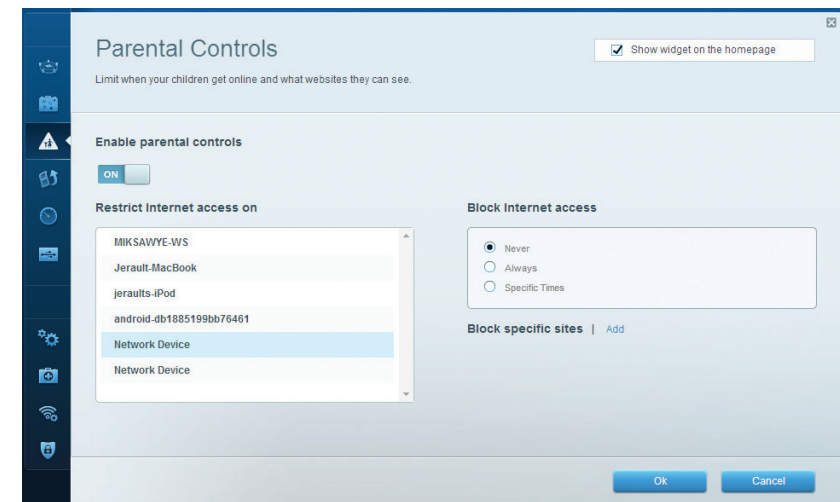 Parental Controls
Show widget on the homepage
Limit when your children get online and what websites they can see.
Enable parental controls
ON
Restrict Internet access on
MIKSAWYE-WS
Jerault-MacBook
jeraults-iPod
android-db1885199bb76461
Network Device
Network Device
Block Internet access
Never
Always
Specific Times
Block specific sites | Add
Ok
Cancel